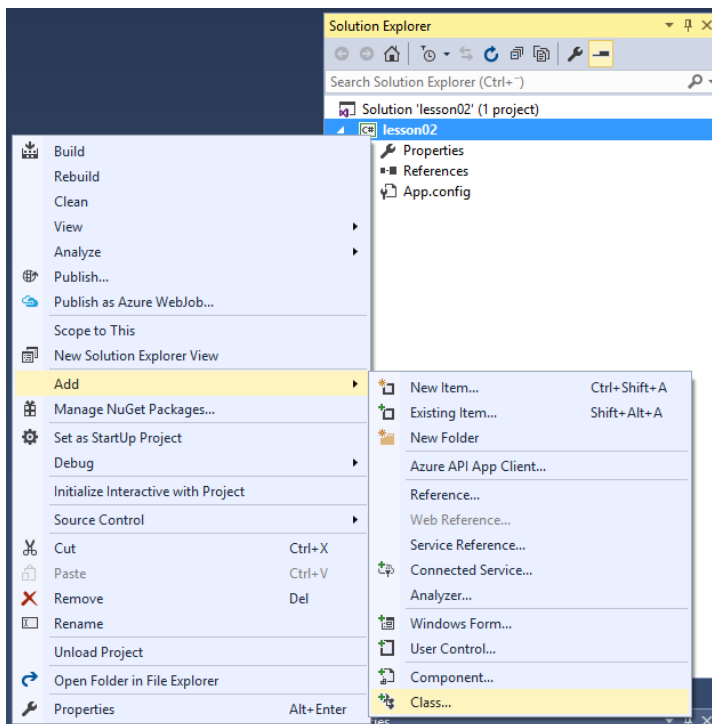 Solution Explorer
Search Solution Explorer (Ctrl+¨)
Solution 'lesson02' (1 project)
C# lesson02
Properties
References
App.config
Build
Rebuild
Clean
View
Analyze
Publish...
Publish as Azure WebJob...
Scope to This
New Solution Explorer View
Add
Manage NuGet Packages...
Set as StartUp Project
Debug
Initialize Interactive with Project
Source Control
Cut Ctrl+X
Paste Ctrl+V
Remove Del
Rename
Unload Project
Open Folder in File Explorer
Properties Alt+Enter
New Item... Ctrl+Shift+A
Existing Item... Shift+Alt+A
New Folder
Azure API App Client...
Reference...
Web Reference...
Service Reference...
Connected Service...
Analyzer...
Windows Form...
User Control...
Component...
Class...